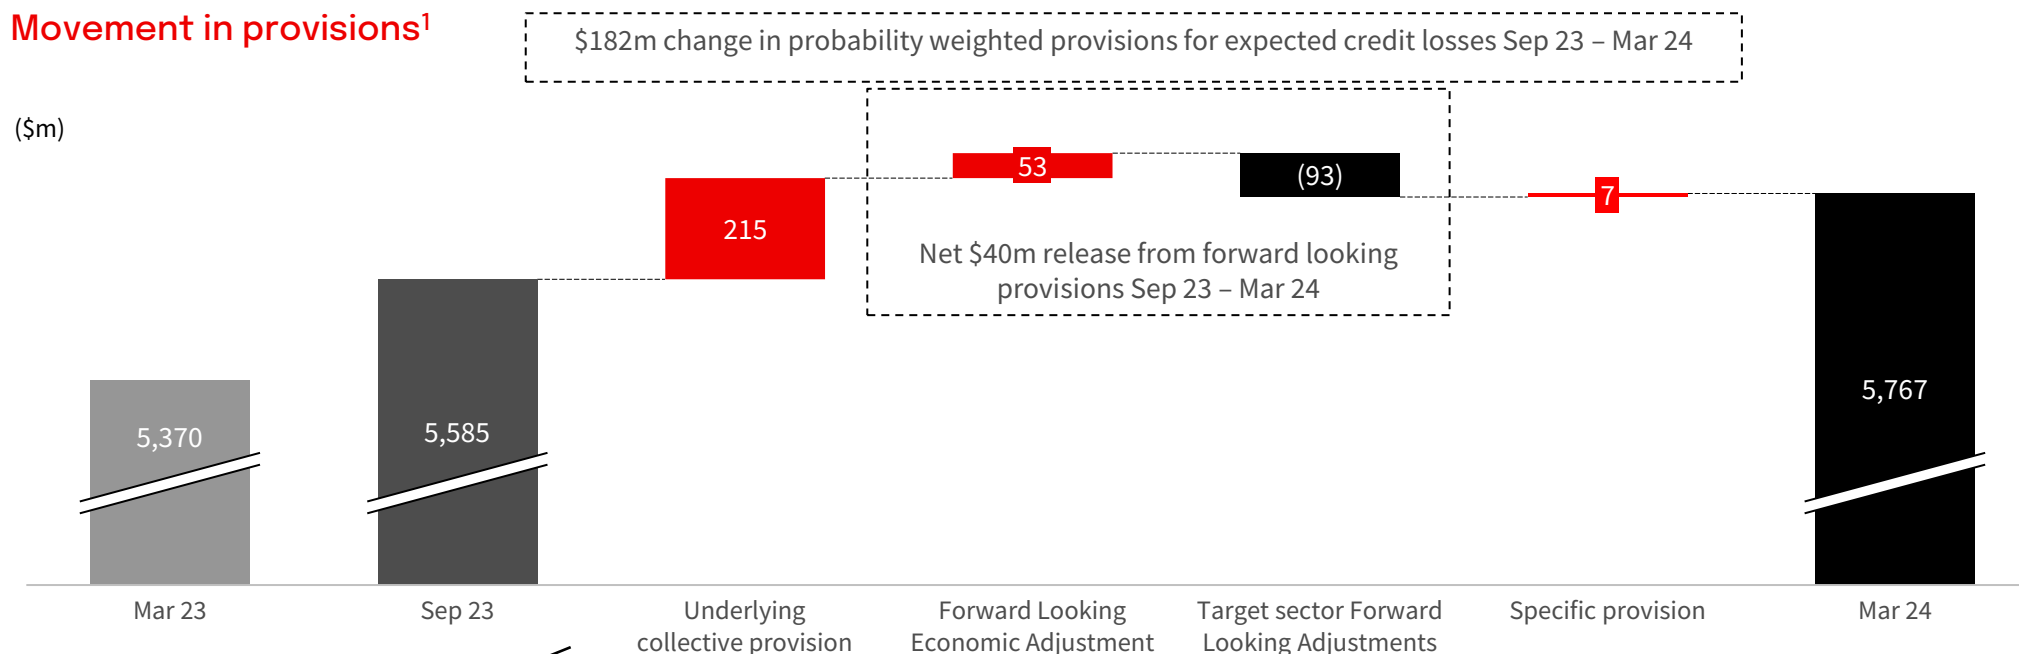 Movement in provisions¹
$182m change in probability weighted provisions for expected credit losses Sep 23 – Mar 24
($m)
53
(93)
7
215
Net $40m release from forward looking
provisions Sep 23 – Mar 24
5,370
5,585
5,767
Mar 23
Sep 23
Underlying
collective provision
Forward Looking
Economic Adjustment
Target sector Forward
Looking Adjustments
Specific provision
Mar 24